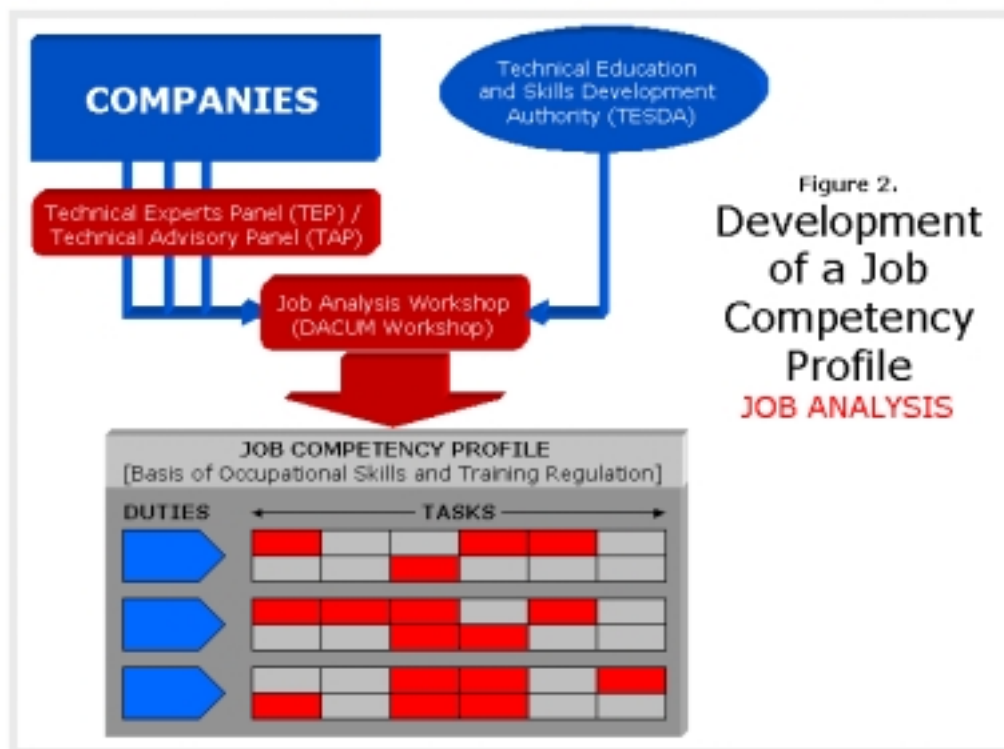 COMPANIES
Technical Education
and Skills Development
Authority (TESDA)
Technical Experts Panel (TEP) /
Technical Advisory Panel (TAP)
Job Analysis Workshop
(DACUM Workshop)
Figure 2.
Development
of a Job
Competency
Profile
JOB ANALYSIS
JOB COMPETENCY PROFILE
[Basis of Occupational Skills and Training Regulation]
DUTIES
TASKS